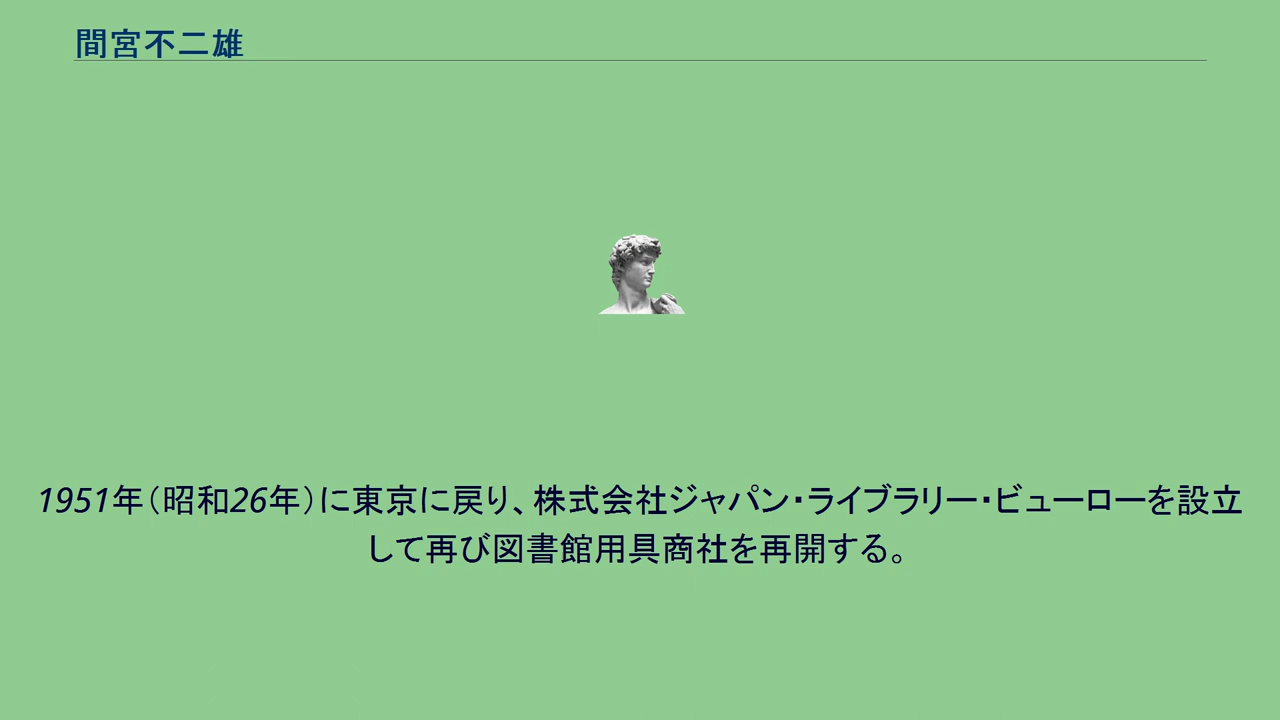 間宮不二雄
1951年（昭和26年）に東京に戻り、株式会社ジャパン・ライブラリー・ビューローを設立
して再び図書館用具商社を再開する。